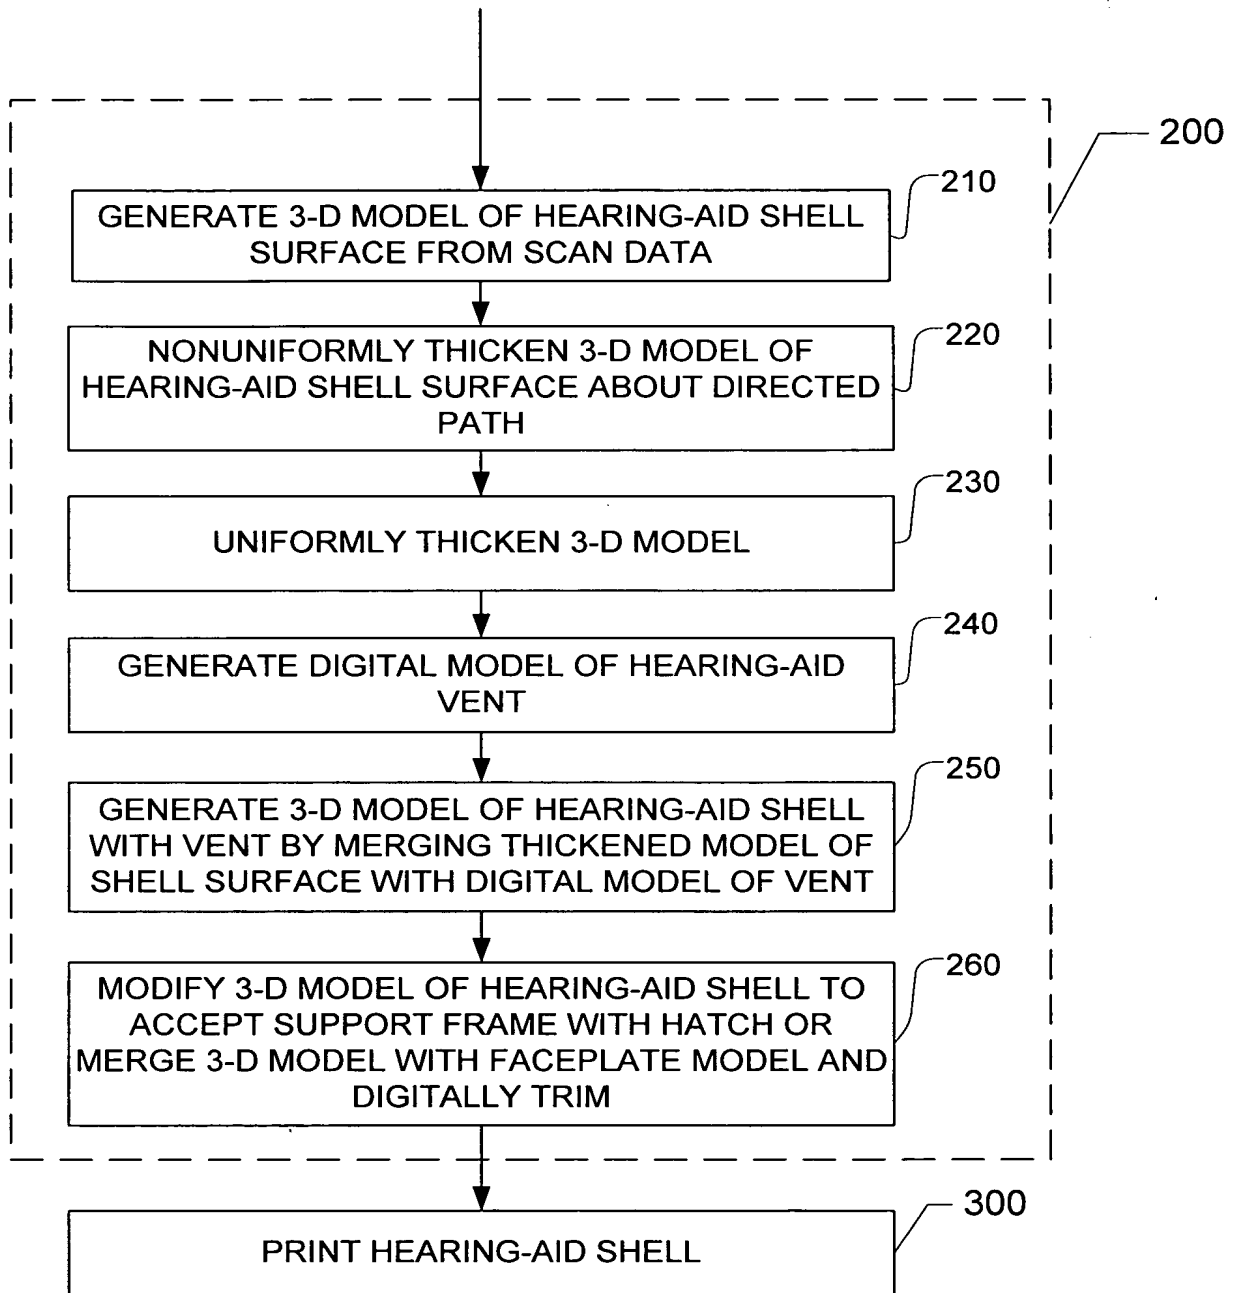 200
210
GENERATE 3-D MODEL OF HEARING-AID SHELL
SURFACE FROM SCAN DATA
220
NONUNIFORMLY THICKEN 3-D MODEL OF
HEARING-AID SHELL SURFACE ABOUT DIRECTED
PATH
230
UNIFORMLY THICKEN 3-D MODEL
240
GENERATE DIGITAL MODEL OF HEARING-AID
VENT
250
GENERATE 3-D MODEL OF HEARING-AID SHELL
WITH VENT BY MERGING THICKENED MODEL OF
SHELL SURFACE WITH DIGITAL MODEL OF VENT
260
MODIFY 3-D MODEL OF HEARING-AID SHELL TO
ACCEPT SUPPORT FRAME WITH HATCH OR
MERGE 3-D MODEL WITH FACEPLATE MODEL AND
DIGITALLY TRIM
300
PRINT HEARING-AID SHELL